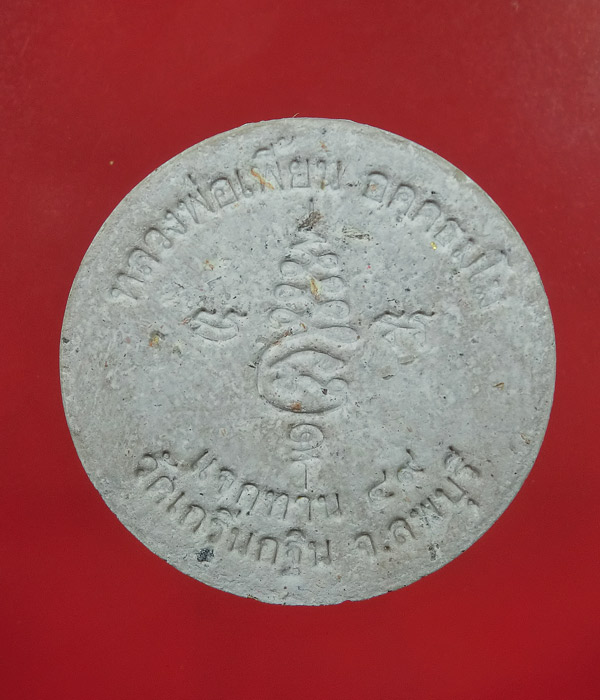 หลวงพ่อเพี้ยน อคฺคธมฺโม
แจกทาน ๔๙
วัดเกริ่นกฐิน จ.ลพบุรี